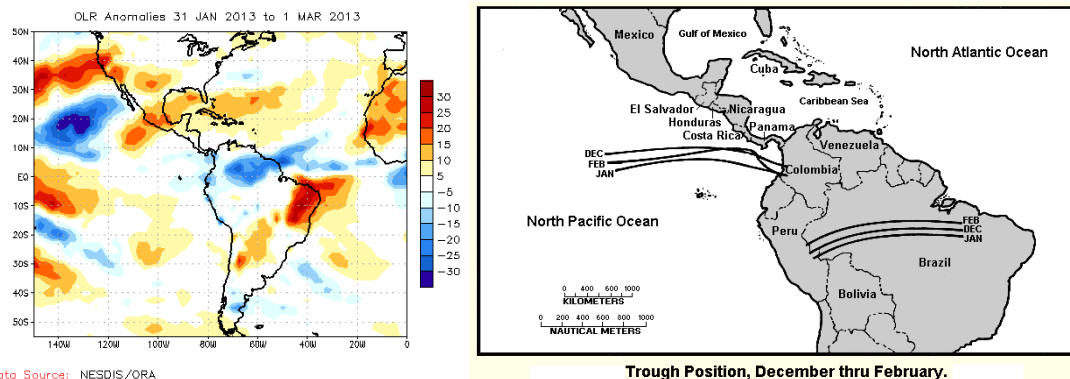 OLR Anomalies 31 JAN 2013 to 1 MAR 2013
50N
40N
30N
20N
10N
EQ
10S
20S
30S
40S
50S
140W 120W 100W 80W 60W 40W 20W 0
30
25
20
15
10
5
-5
-10
-15
-20
-25
-30
ata Source: NESDIS/ORA
Mexico
Gulf of Mexico
North Atlantic Ocean
Cuba
Caribbean Sea
El Salvador
Nicaragua
Honduras
Costa Rica
Panama
Venezuela
DEC
FEB
JAN
Colombia
North Pacific Ocean
Peru
FEB
DEC
JAN
Brazil
Bolivia
0 200 400 600 1000
KILOMETERS
0 200 400 600 1000
NAUTICAL METERS
Trough Position, December thru February.